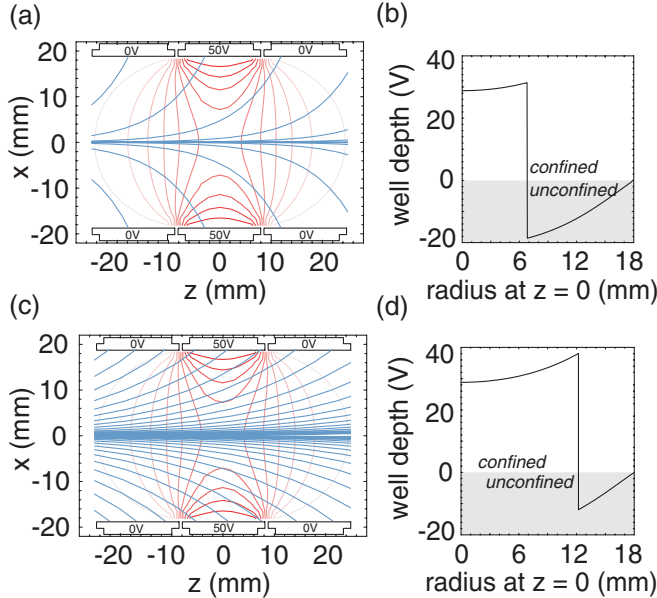 (a)
0V 50V 0V
20
10
0
-10
-20
x (mm)
0V 50V 0V
-20 -10 0 10 20
z (mm)
(b)
40
20
0
-20
well depth (V)
confined
unconfined
0 6 12 18
radius at z = 0 (mm)
(c)
0V 50V 0V
20
10
0
-10
-20
x (mm)
0V 50V 0V
-20 -10 0 10 20
z (mm)
(d)
40
20
0
-20
well depth (V)
confined
unconfined
0 6 12 18
radius at z = 0 (mm)